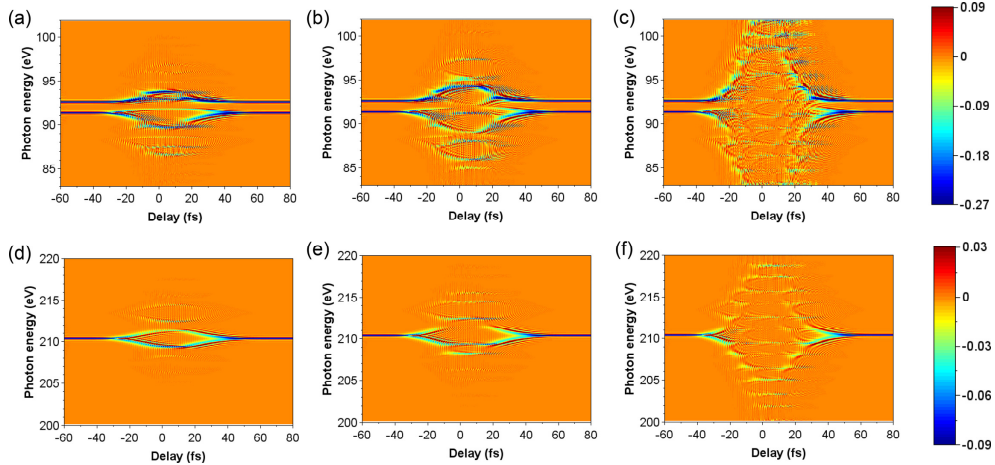 (a)
(b)
(c)
100
95
90
85
Photon energy (eV)
-60 -40 -20 0 20 40 60 80
Delay (fs)
100
95
90
85
Photon energy (eV)
-60 -40 -20 0 20 40 60 80
Delay (fs)
100
95
90
85
Photon energy (eV)
-60 -40 -20 0 20 40 60 80
Delay (fs)
0.09
0
-0.09
-0.18
-0.27
(d)
(e)
(f)
220
215
210
205
200
Photon energy (eV)
-60 -40 -20 0 20 40 60 80
Delay (fs)
220
215
210
205
200
Photon energy (eV)
-60 -40 -20 0 20 40 60 80
Delay (fs)
220
215
210
205
200
Photon energy (eV)
-60 -40 -20 0 20 40 60 80
Delay (fs)
0.03
0
-0.03
-0.06
-0.09